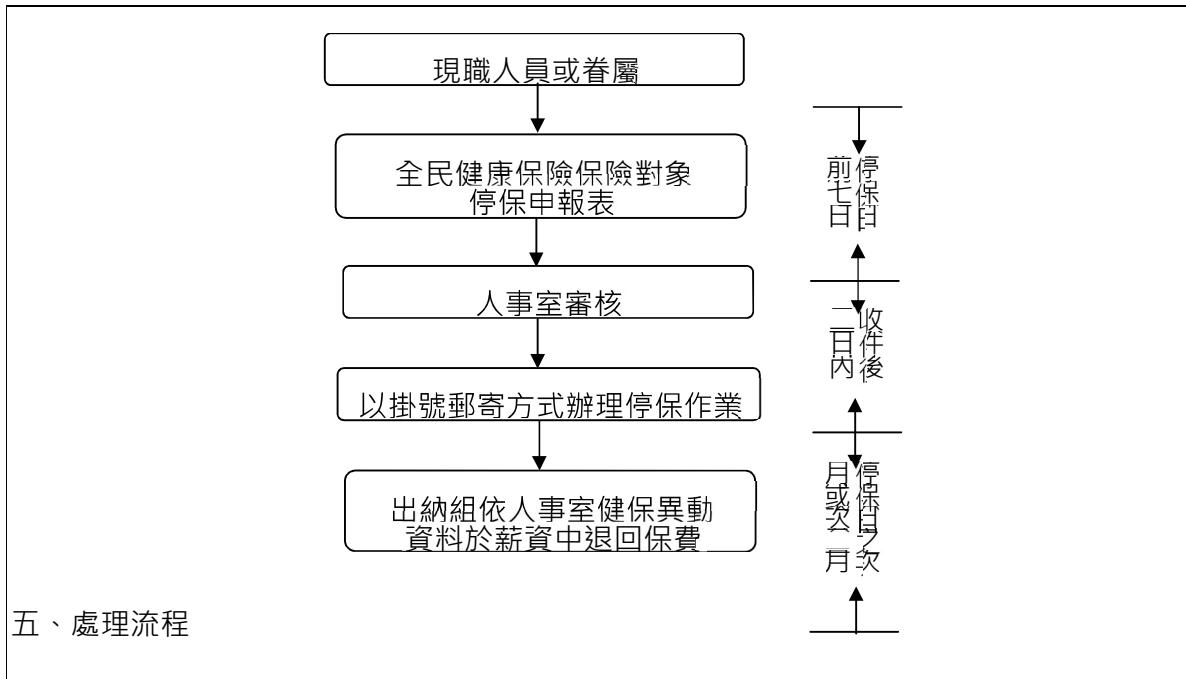 現職人員或眷屬
全民健康保險保險對象
停保申報表
人事室審核
以掛號郵寄方式辦理停保作業
出納組依人事室健保異動
資料於薪資中退回保費
停保日
前七日
收件後
二日內
停保日之次
月或次二月
五、處理流程